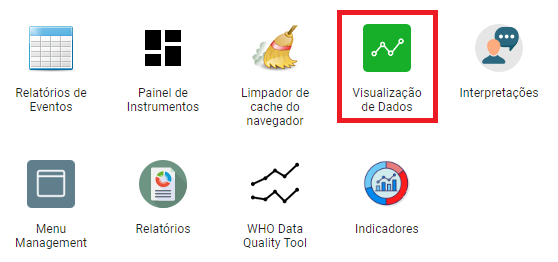 Relatórios de
Eventos
Painel de
Instrumentos
Limpador de
cache do
navegador
Visualização
de Dados
Interpretações
Menu
Management
Relatórios
WHO Data
Quality Tool
Indicadores